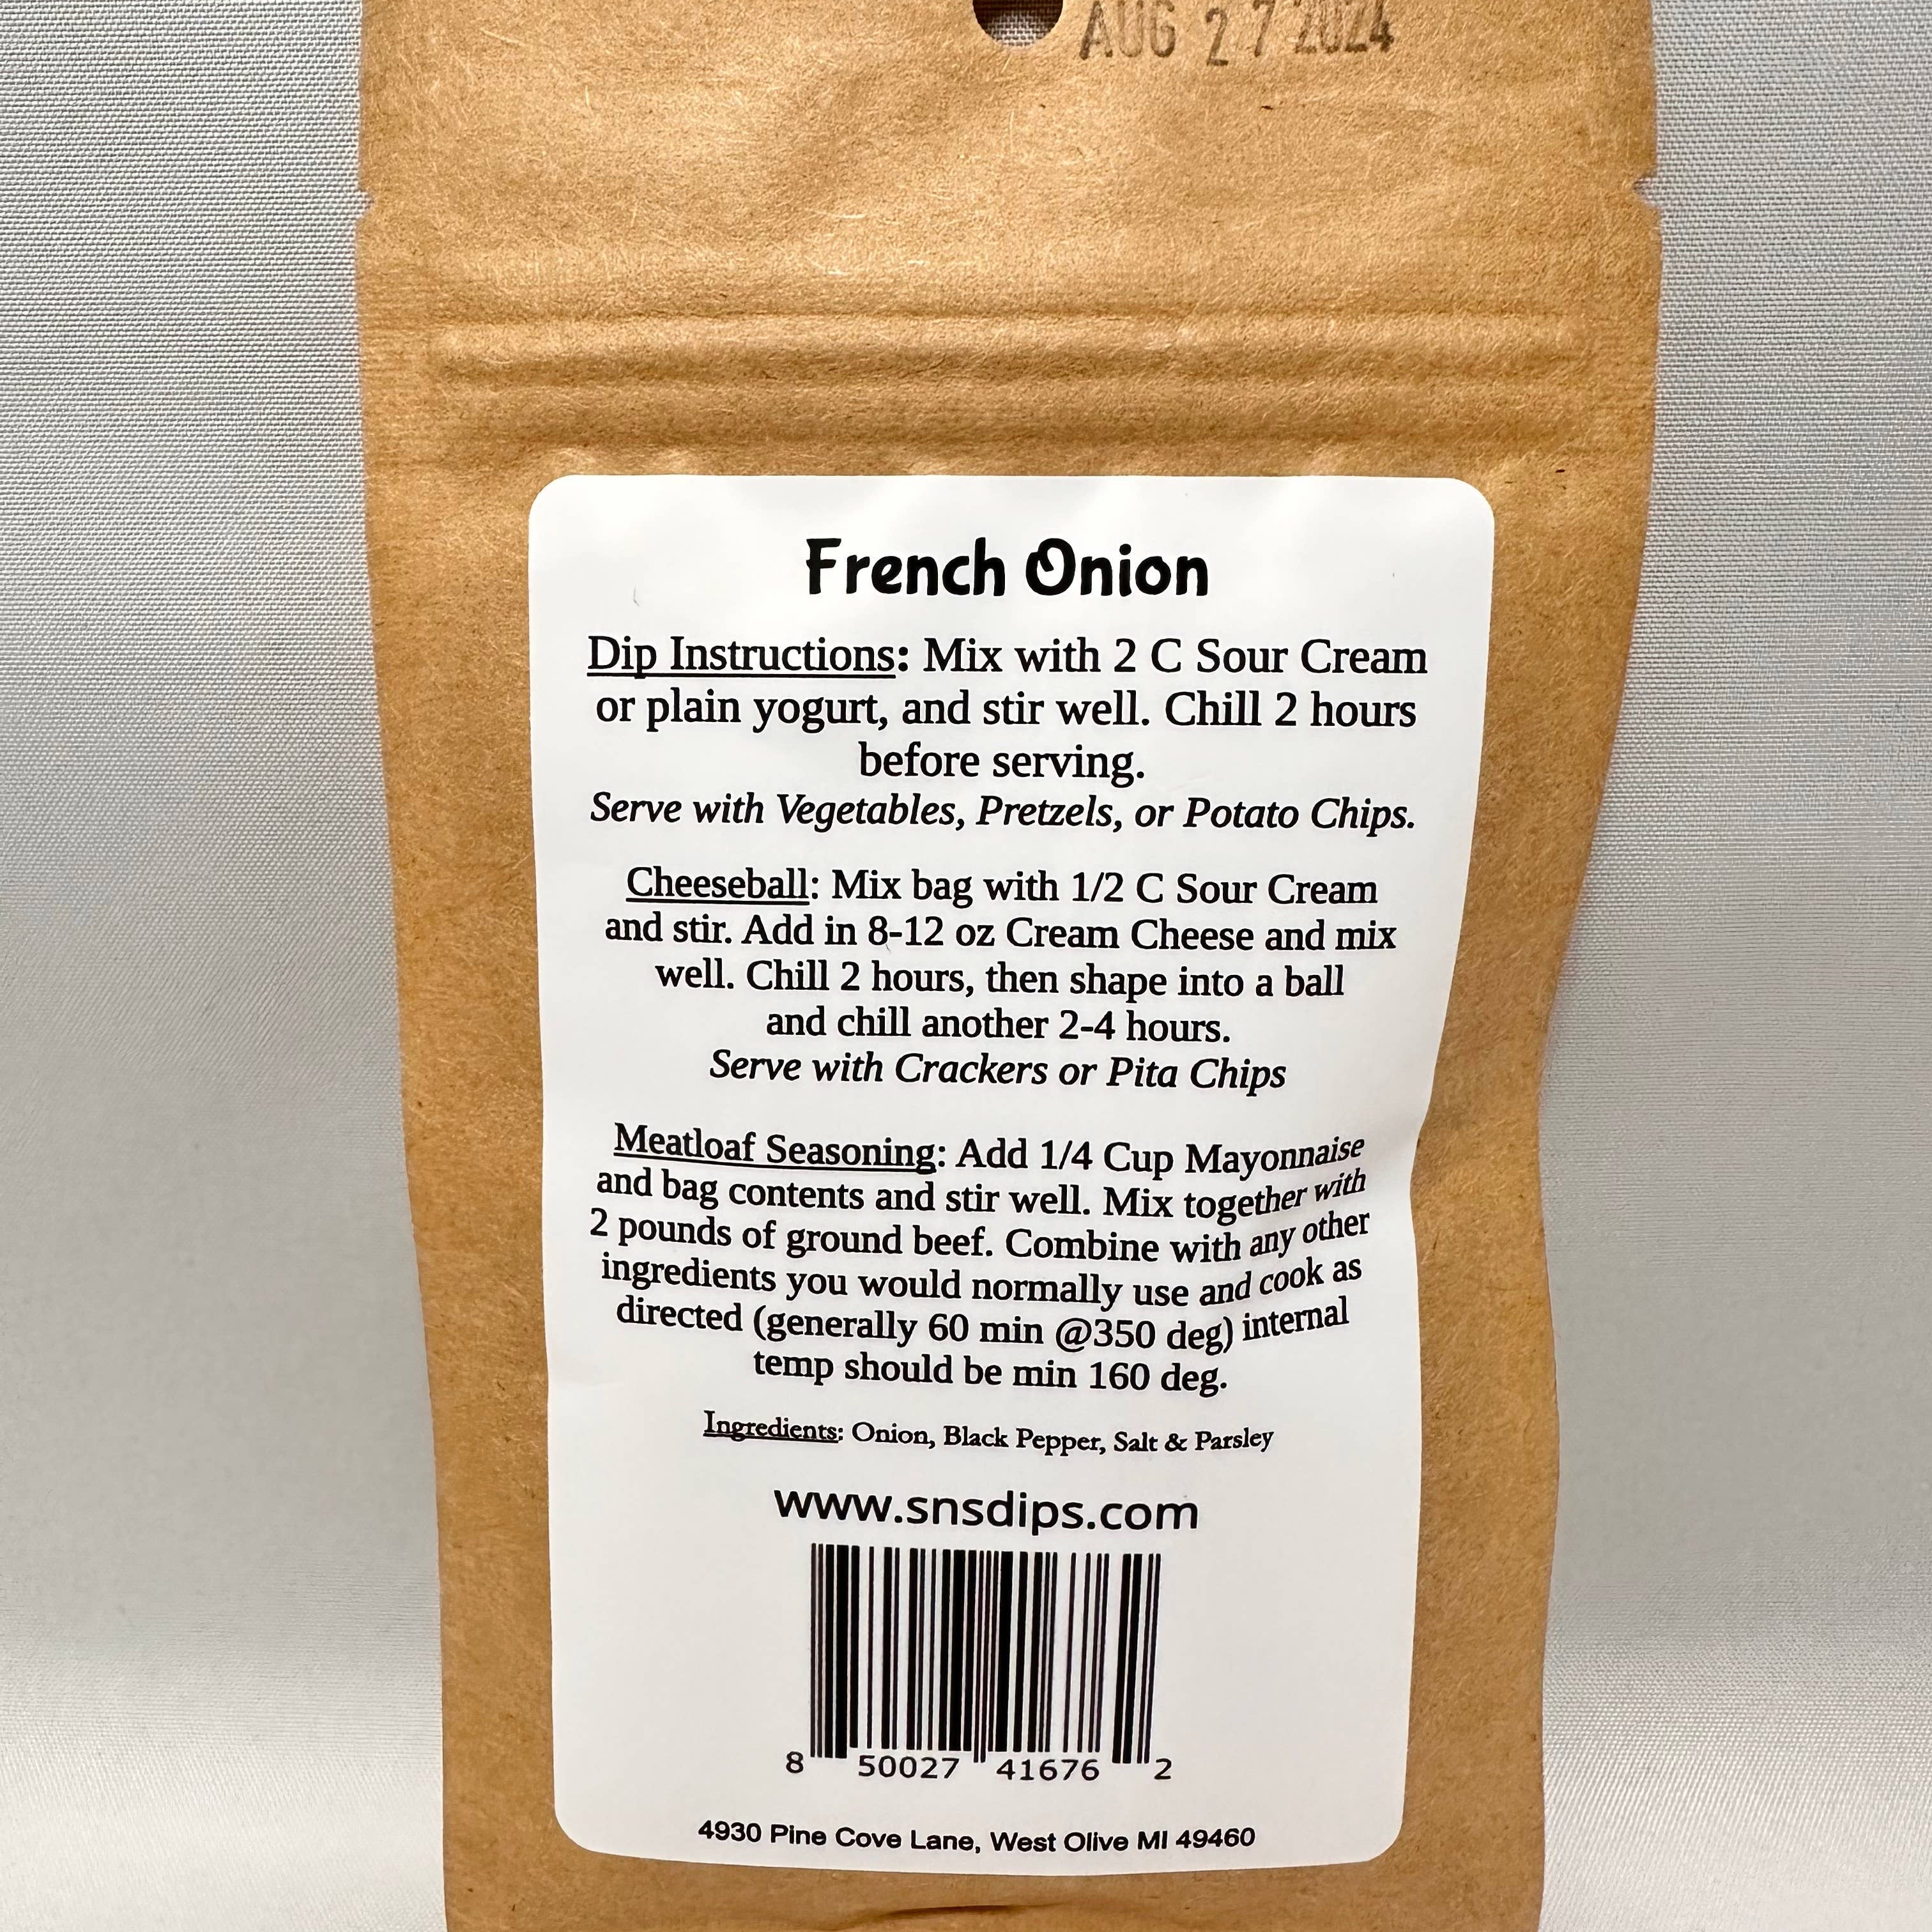 AUG 27 2024
French Onion
Dip Instructions: Mix with 2 C Sour Cream
or plain yogurt, and stir well. Chill 2 hours
before serving.
Serve with Vegetables, Pretzels, or Potato Chips.
Cheeseball: Mix bag with 1/2 C Sour Cream
and stir. Add in 8-12 oz Cream Cheese and mix
well. Chill 2 hours, then shape into a ball
and chill another 2-4 hours.
Serve with Crackers or Pita Chips
Meatloaf Seasoning: Add 1/4 Cup Mayonnaise
and bag contents and stir well. Mix together with
2 pounds of ground beef. Combine with any other
ingredients you would normally use and cook as
directed (generally 60 min @350 deg) internal
temp should be min 160 deg.
Ingredients: Onion, Black Pepper, Salt & Parsley
www.snsdips.com
8 50027 41676 2
4930 Pine Cove Lane, West Olive MI 49460